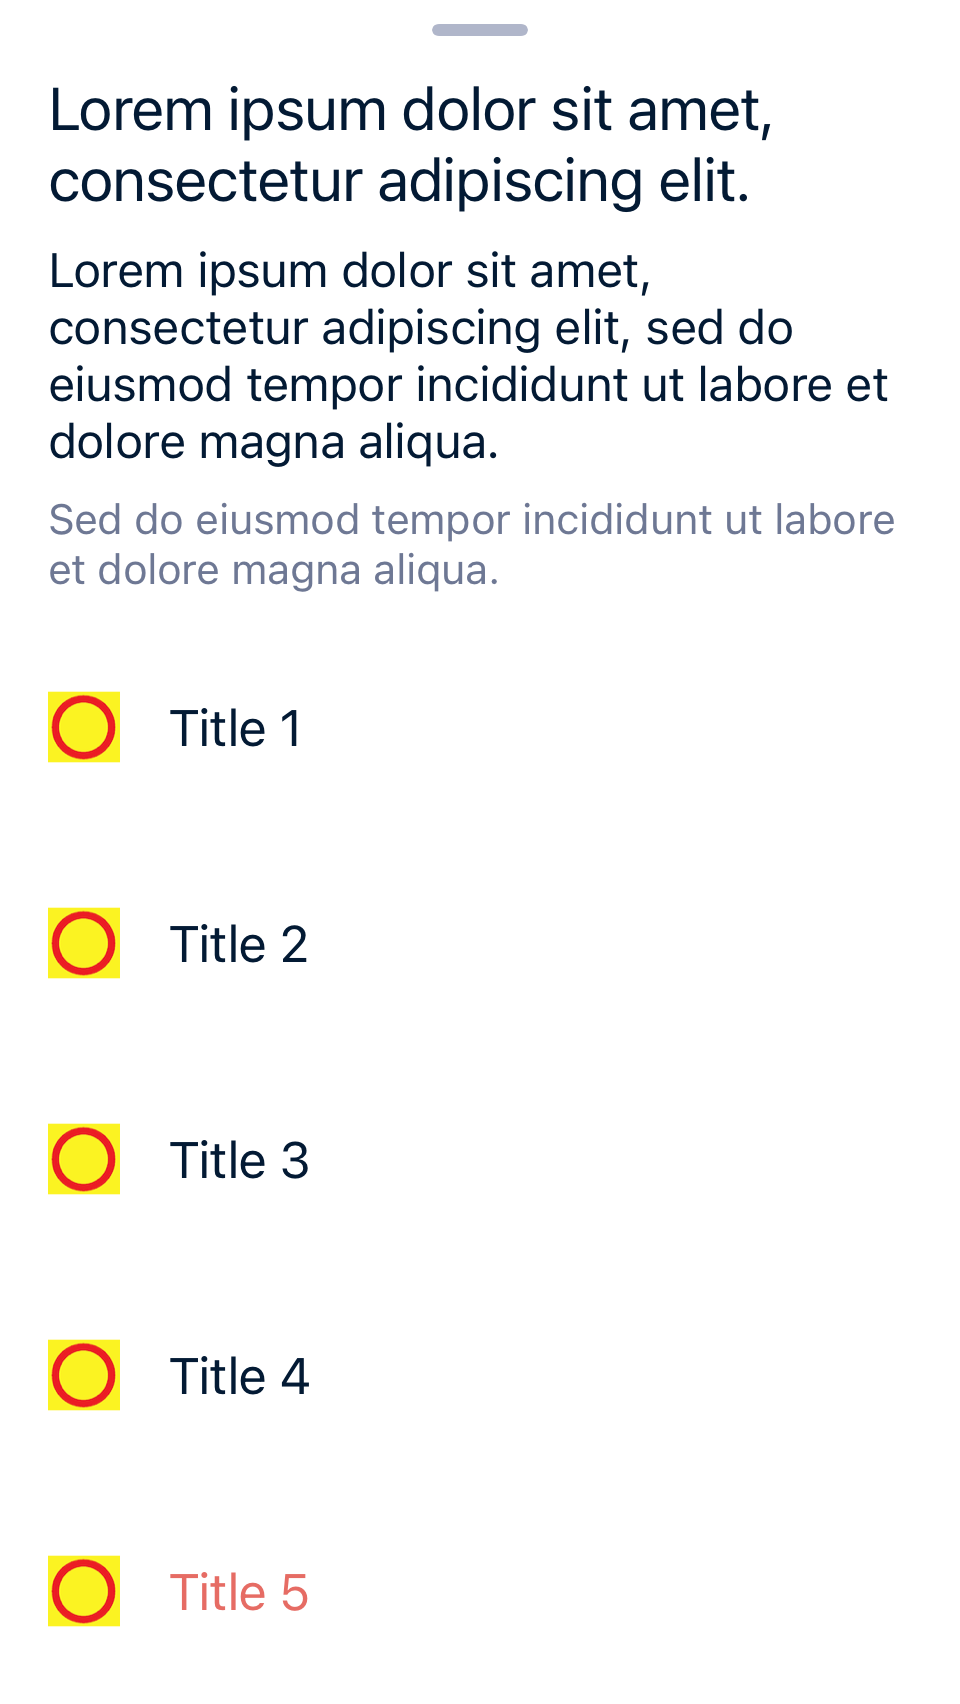 Lorem ipsum dolor sit amet,
consectetur adipiscing elit.
Lorem ipsum dolor sit amet,
consectetur adipiscing elit, sed do
eiusmod tempor incididunt ut labore et
dolore magna aliqua.
Sed do eiusmod tempor incididunt ut labore
et dolore magna aliqua.
Title 1
Title 2
Title 3
Title 4
Title 5